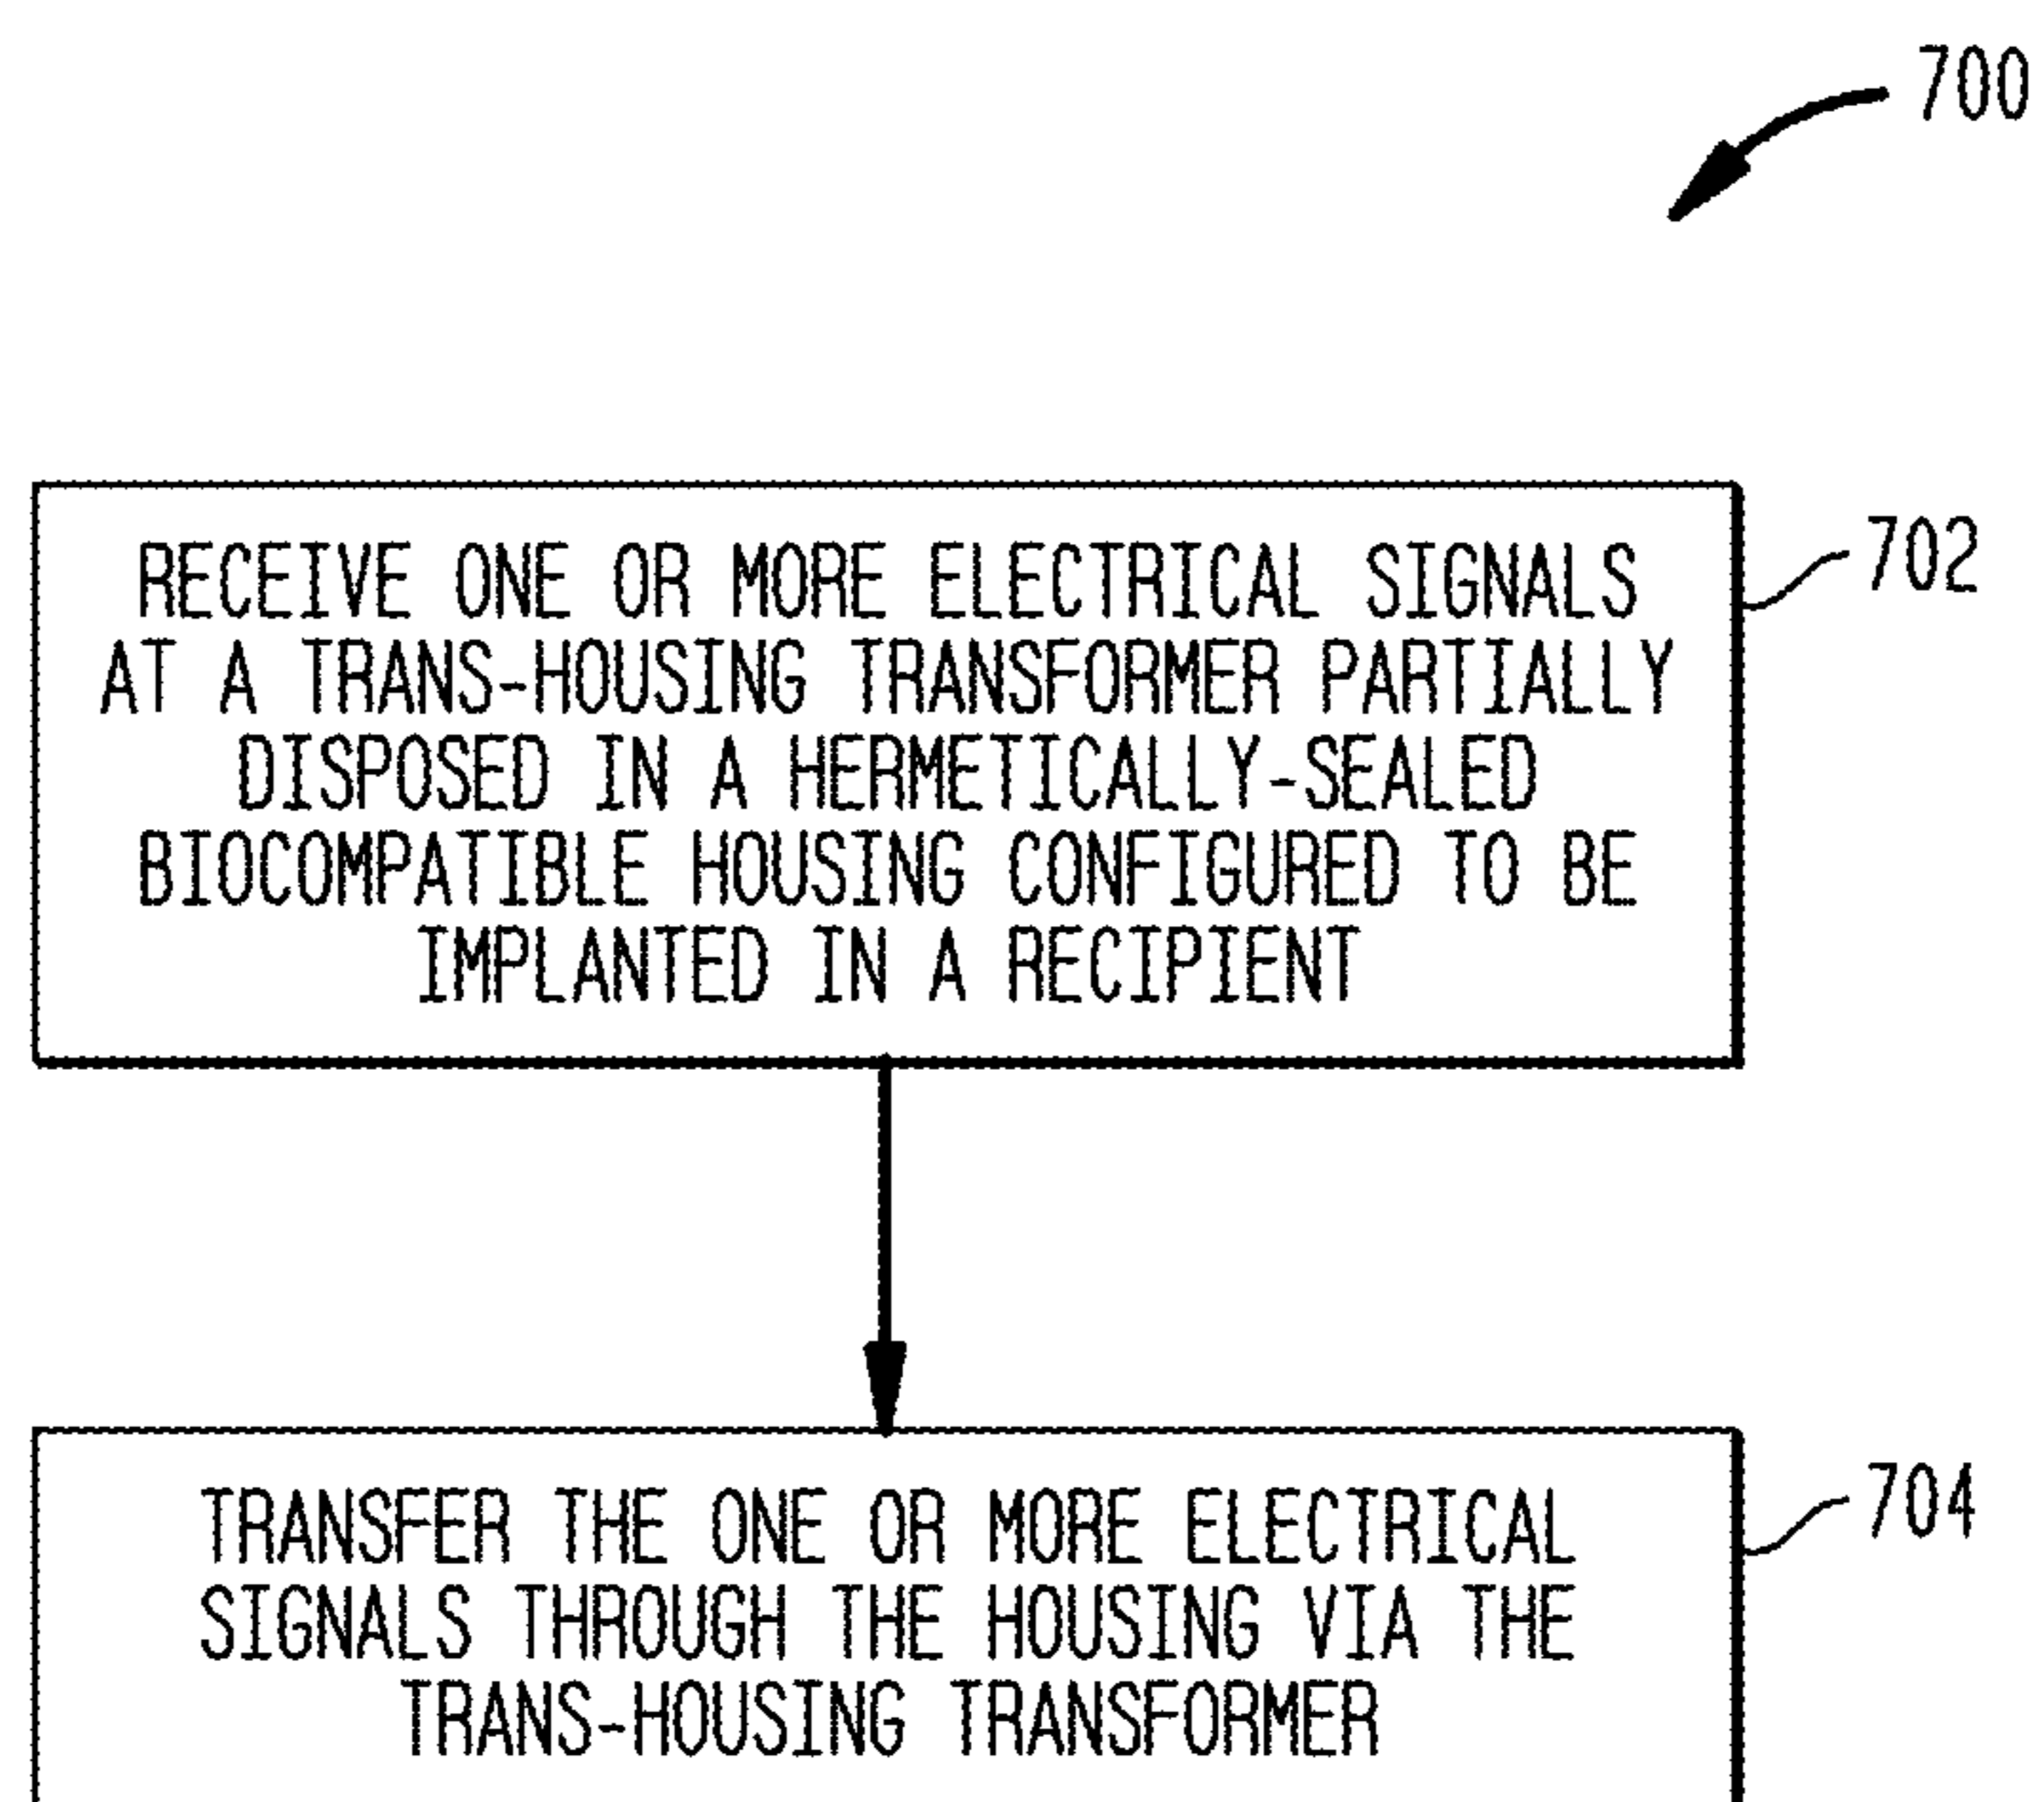 700
RECEIVE ONE OR MORE ELECTRICAL SIGNALS
AT A TRANS-HOUSING TRANSFORMER PARTIALLY
DISPOSED IN A HERMETICALLY-SEALED
BIOCOMPATIBLE HOUSING CONFIGURED TO BE
IMPLANTED IN A RECIPIENT
702
TRANSFER THE ONE OR MORE ELECTRICAL
SIGNALS THROUGH THE HOUSING VIA THE
TRANS-HOUSING TRANSFORMER
704